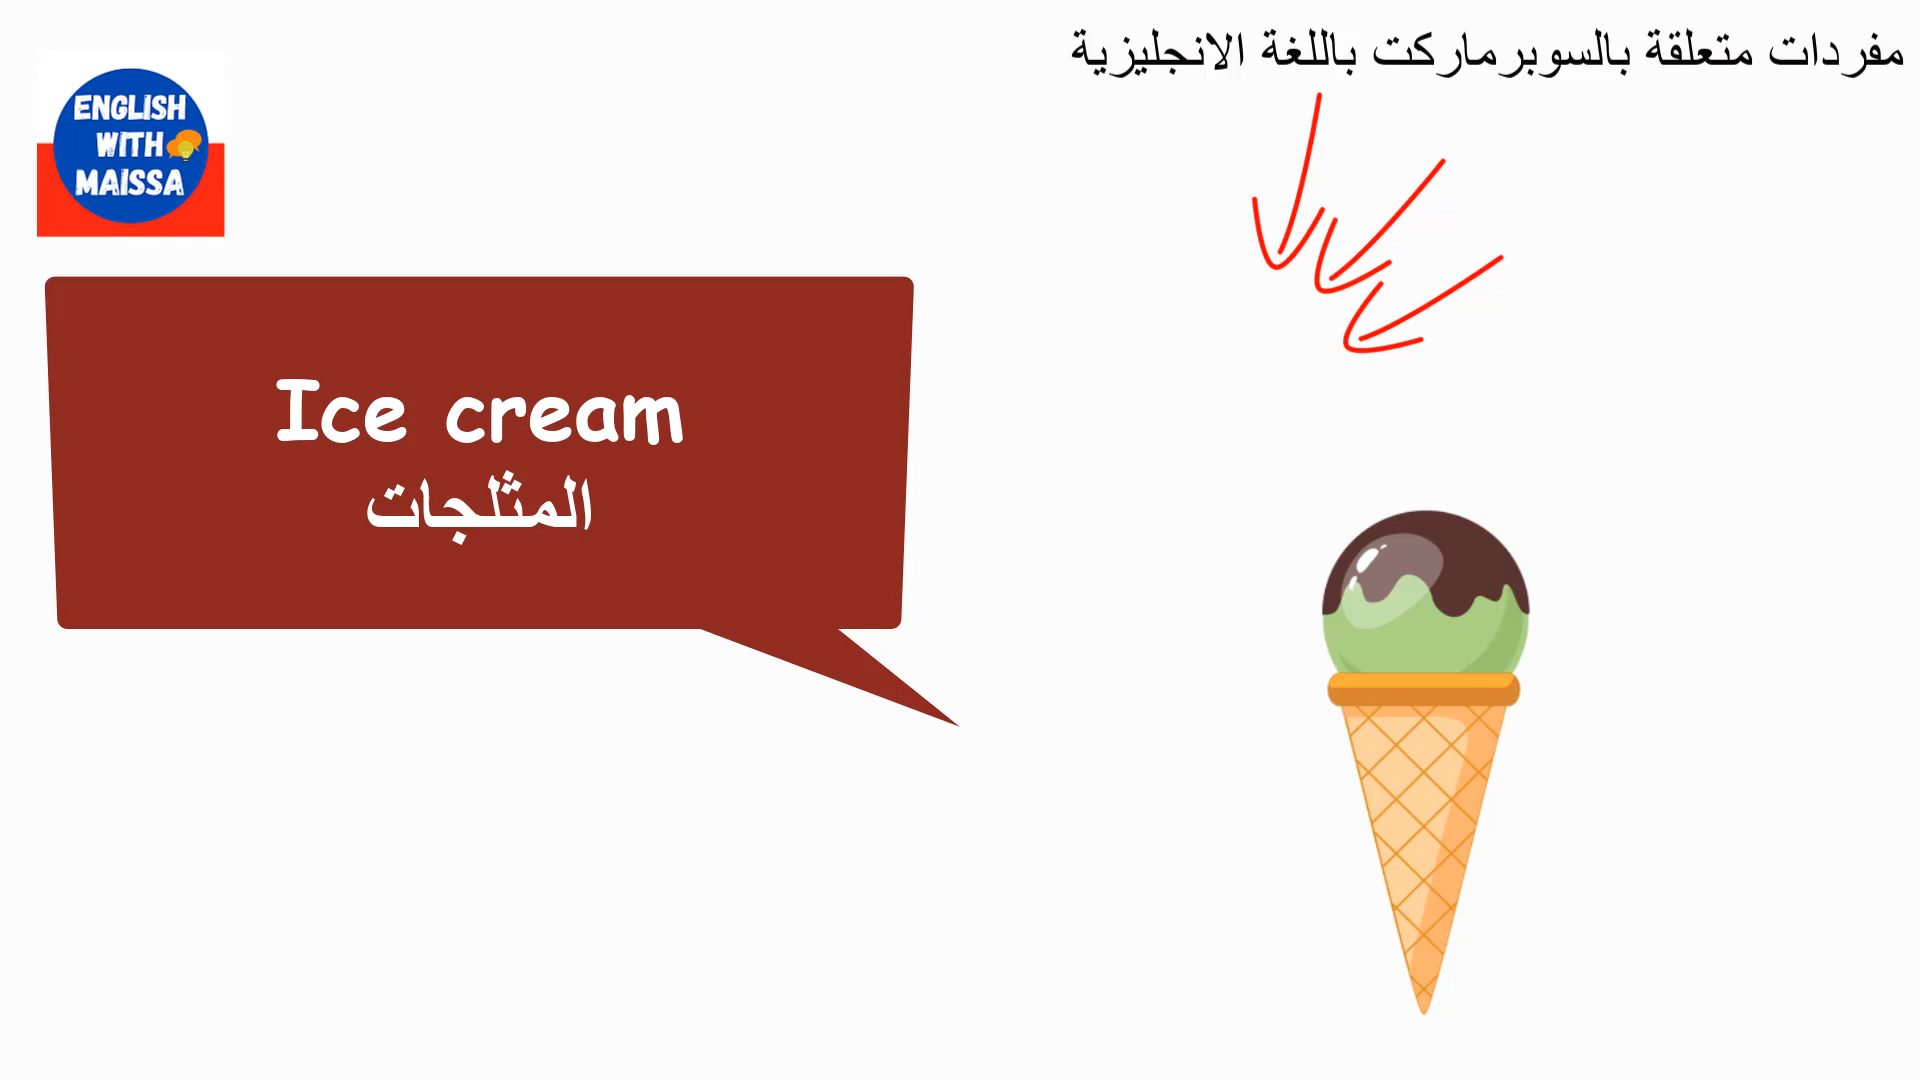 مفردات متعلقة بالسوبرماركت باللغة الانجليزية
ENGLISH
WITH
MAISSA
Ice cream
المثلجات